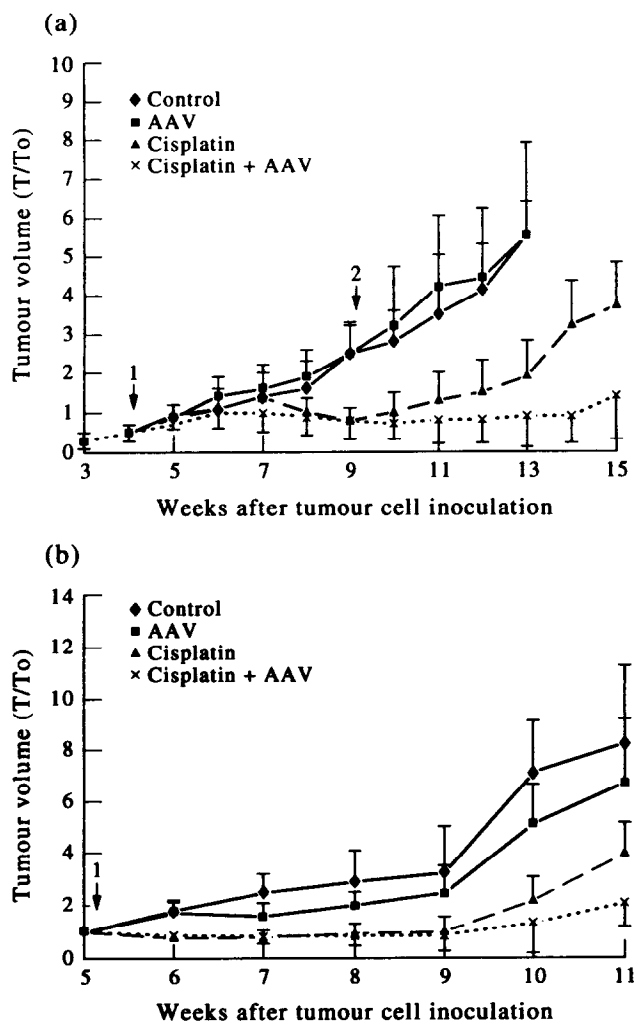 (a)
10
9
8
7
6
5
4
3
2
1
0
Tumour volume (T/To)
Control
AAV
Cisplatin
Cisplatin + AAV
1
2
3 5 7 9 11 13 15
Weeks after tumour cell inoculation
(b)
14
12
10
8
6
4
2
0
Tumour volume (T/To)
Control
AAV
Cisplatin
Cisplatin + AAV
1
5 6 7 8 9 10 11
Weeks after tumour cell inoculation